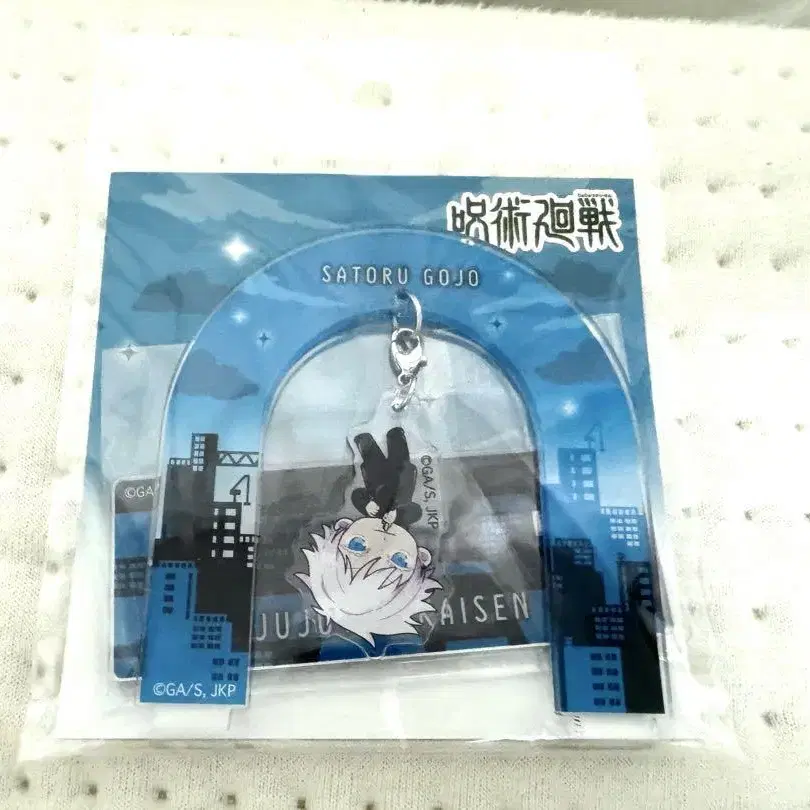 呪術廻戦
SATORU GOJO
©GA/S, JKP
©GA
JUJU KAISEN
©GA/S, JKP